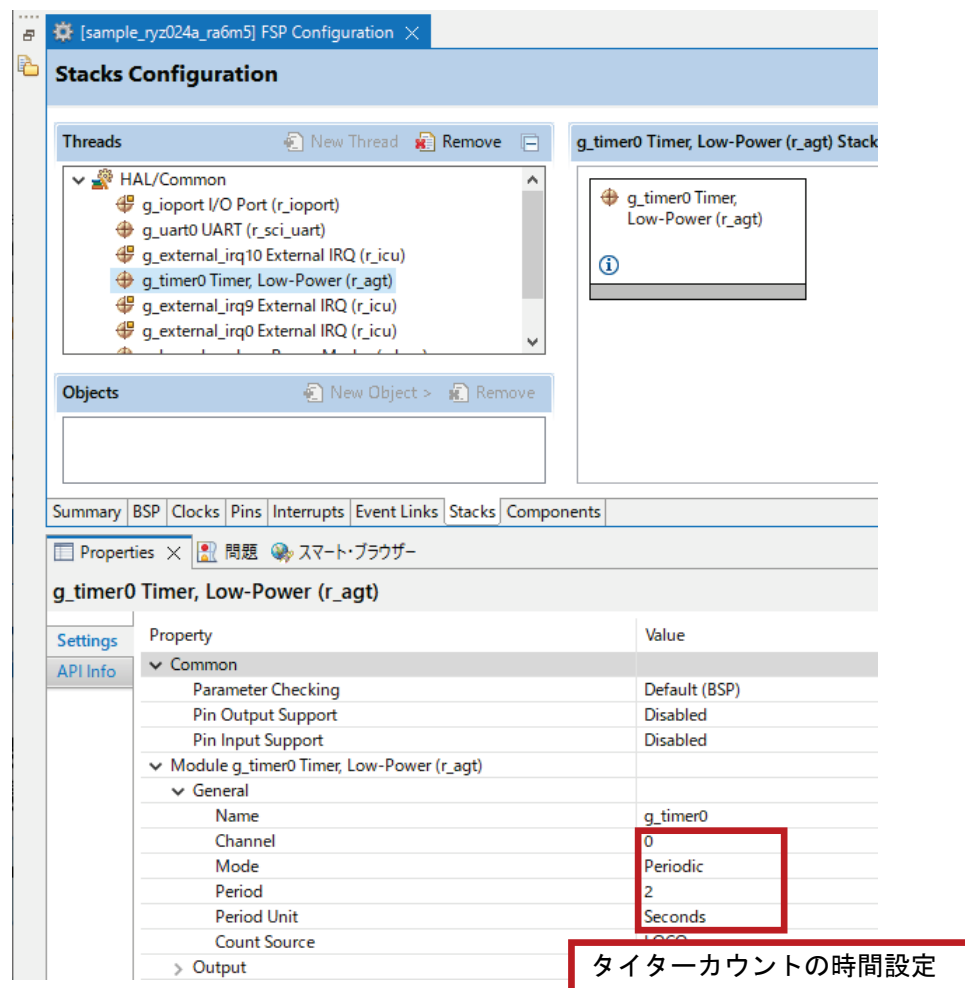 [sample_ryz024a_ra6m5] FSP Configuration
Stacks Configuration
Threads
New Thread
Remove
HAL/Common
g_ioport I/O Port (r_ioport)
g_uart0 UART (r_sci_uart)
g_external_irq10 External IRQ (r_icu)
g_timer0 Timer, Low-Power (r_agt)
g_external_irq9 External IRQ (r_icu)
g_external_irq0 External IRQ (r_icu)
g_timer0 Timer, Low-Power (r_agt) Stack
g_timer0 Timer,
Low-Power (r_agt)
Objects
New Object >
Remove
Summary BSP Clocks Pins Interrupts Event Links Stacks Components
Properties 問題 スマート・ブラウザー
g_timer0 Timer, Low-Power (r_agt)
Settings
API Info
Property Value
Common
Parameter Checking Default (BSP)
Pin Output Support Disabled
Pin Input Support Disabled
Module g_timer0 Timer, Low-Power (r_agt)
General
Name g_timer0
Channel 0
Mode Periodic
Period 2
Period Unit Seconds
Count Source LOCO
Output
タイターカウントの時間設定